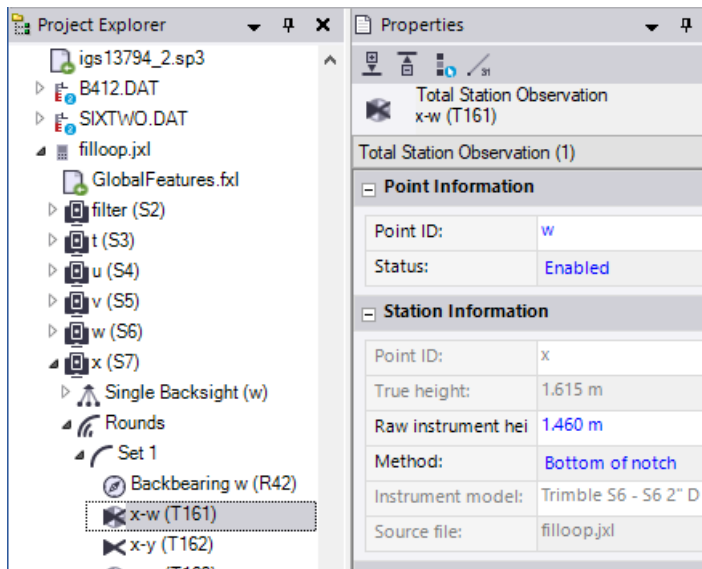 Project Explorer
igs13794_2.sp3
B412.DAT
SIXTWO.DAT
filloop.jxl
GlobalFeatures.fxl
filter (S2)
t (S3)
u (S4)
v (S5)
w (S6)
x (S7)
Single Backsight (w)
Rounds
Set 1
Backbearing w (R42)
x-w (T161)
x-y (T162)
Properties
31
Total Station Observation
x-w (T161)
Total Station Observation (1)
Point Information
Point ID: w
Status: Enabled
Station Information
Point ID: x
True height: 1.615 m
Raw instrument hei 1.460 m
Method: Bottom of notch
Instrument model: Trimble S6 - S6 2" D
Source file: filloop.jxl